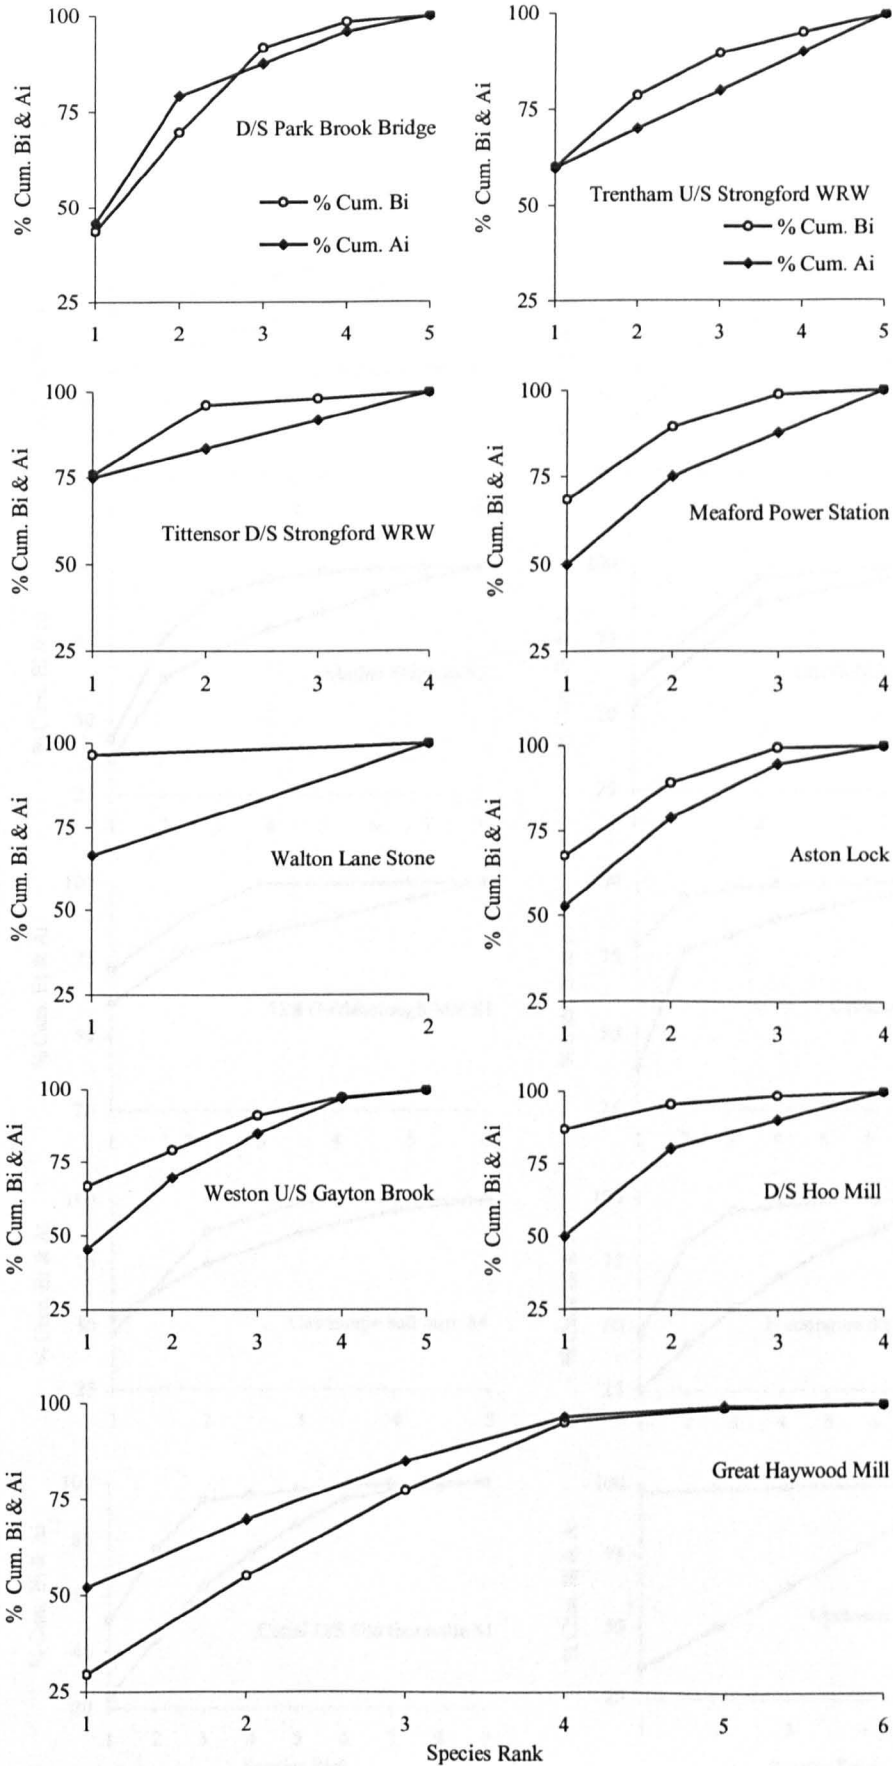 100
75
50
25
% Cum. Bi & Ai
D/S Park Brook Bridge
% Cum. Bi
% Cum. Ai
1 2 3 4 5
100
75
50
25
% Cum. Bi & Ai
Trentham U/S Strongford WRW
% Cum. Bi
% Cum. Ai
1 2 3 4 5
100
75
50
25
% Cum. Bi & Ai
Tittensor D/S Strongford WRW
1 2 3 4
100
75
50
25
% Cum. Bi & Ai
Meaford Power Station
1 2 3 4
100
75
50
25
% Cum. Bi & Ai
Walton Lane Stone
1 2
100
75
50
25
% Cum. Bi & Ai
Aston Lock
1 2 3 4
100
75
50
25
% Cum. Bi & Ai
Weston U/S Gayton Brook
1 2 3 4 5
100
75
50
25
% Cum. Bi & Ai
D/S Hoo Mill
1 2 3 4
100
75
50
25
% Cum. Bi & Ai
Great Haywood Mill
1 2 3 4 5 6
Species Rank